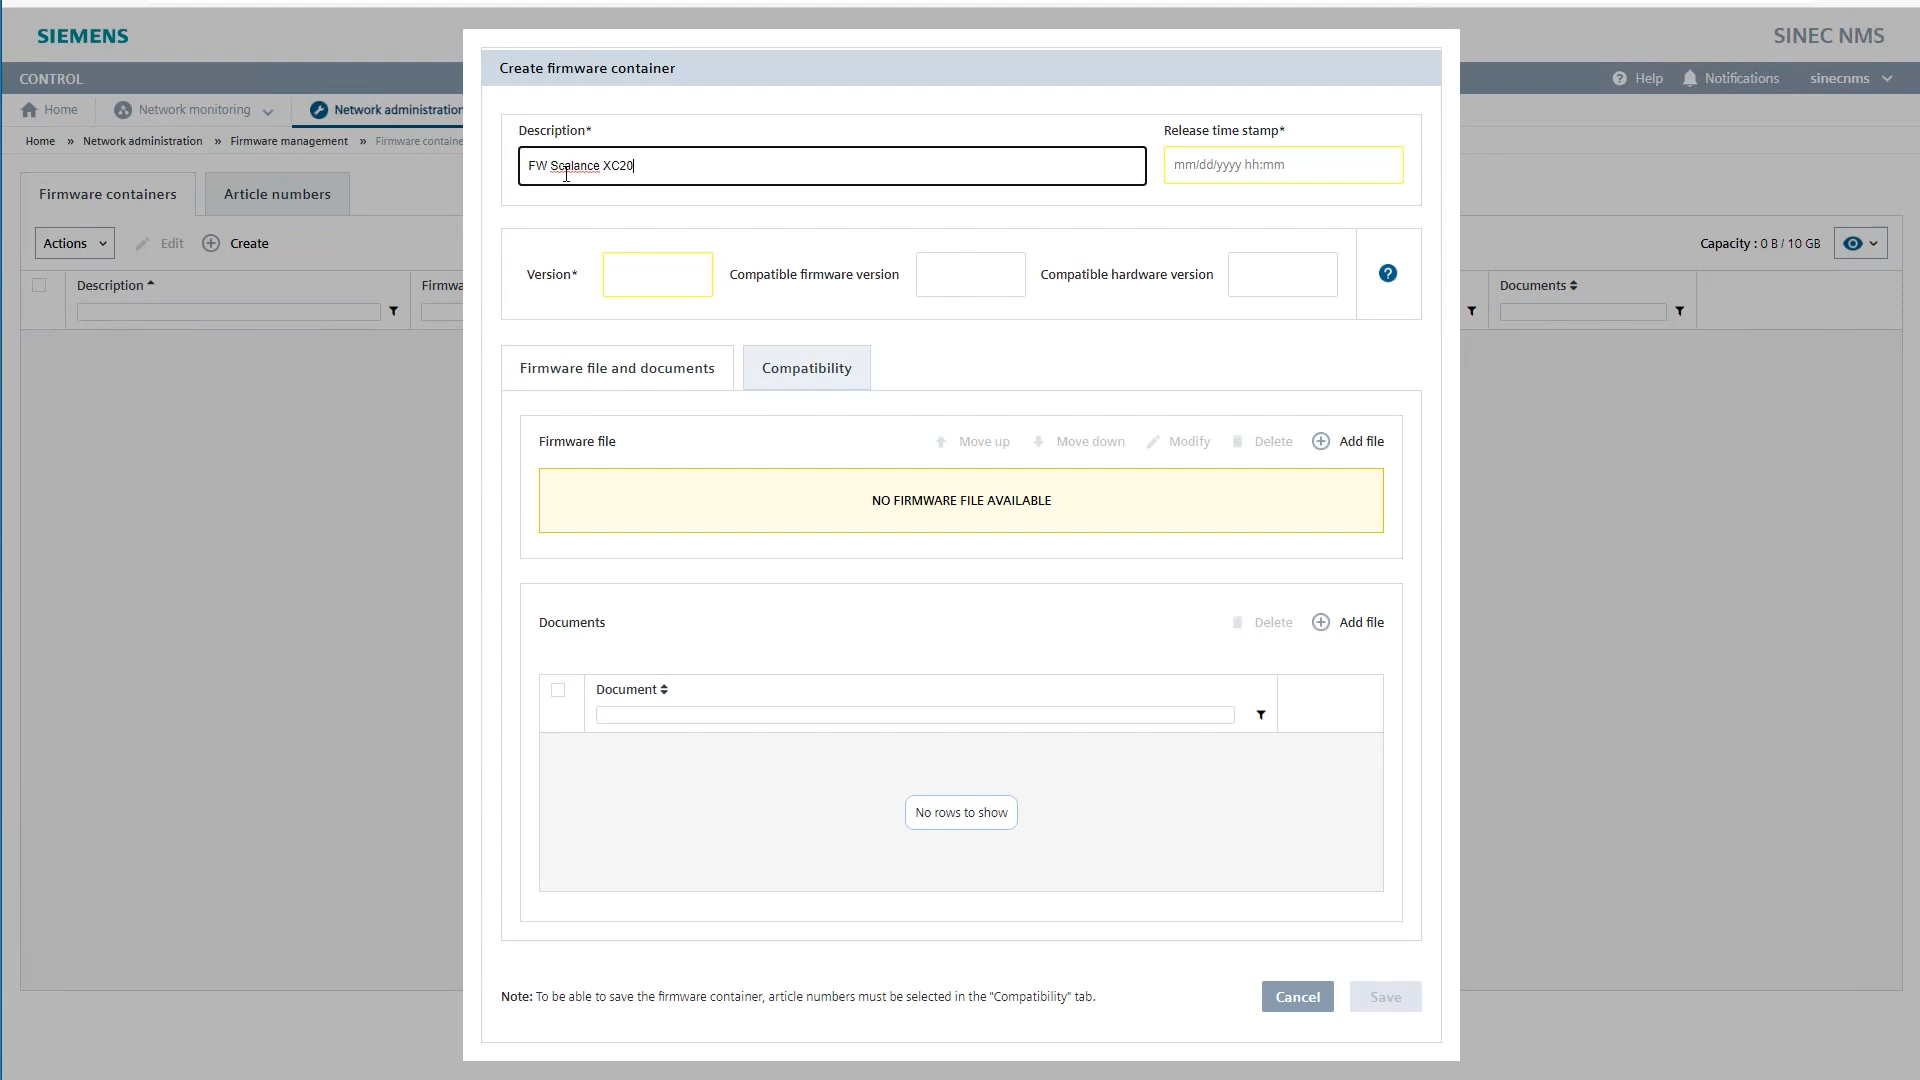 SIEMENS
SINEC NMS
CONTROL
Help
Notifications
sinecnms
Home
Network monitoring
Network administration
Home » Network administration » Firmware management » Firmware containe
Firmware containers
Article numbers
Actions
Edit
Create
Capacity : 0 B / 10 GB
Description
Firmwa
Documents
Create firmware container
Description*
Release time stamp*
FW Scalance XC20
mm/dd/yyyy hh:mm
Version*
Compatible firmware version
Compatible hardware version
?
Firmware file and documents
Compatibility
Firmware file
Move up
Move down
Modify
Delete
Add file
NO FIRMWARE FILE AVAILABLE
Documents
Delete
Add file
Document
No rows to show
Note: To be able to save the firmware container, article numbers must be selected in the "Compatibility" tab.
Cancel
Save